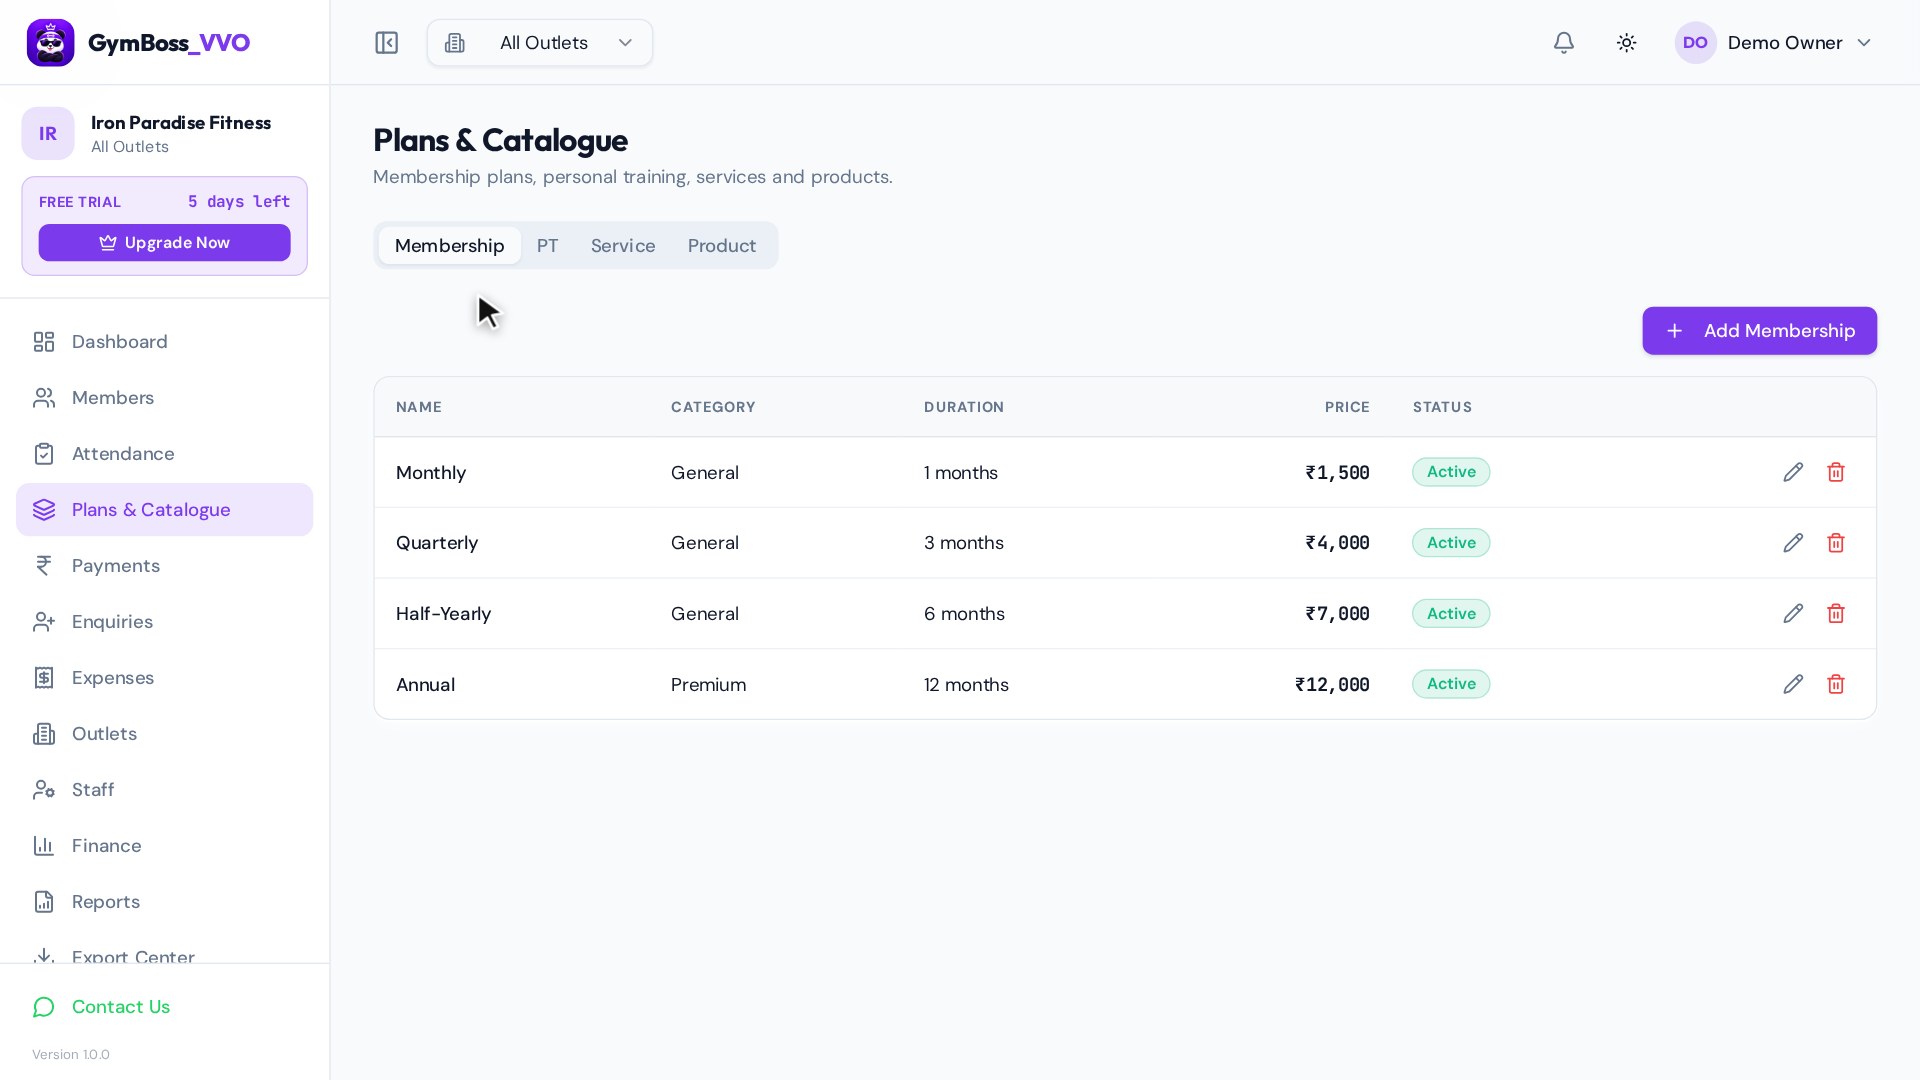 GymBoss_VVO
All Outlets
DO Demo Owner
IR Iron Paradise Fitness
All Outlets
FREE TRIAL 5 days left
Upgrade Now
Dashboard
Members
Attendance
Plans & Catalogue
Payments
Enquiries
Expenses
Outlets
Staff
Finance
Reports
Export Center
Contact Us
Version 1.0.0
Plans & Catalogue
Membership plans, personal training, services and products.
Membership PT Service Product
+ Add Membership
NAME CATEGORY DURATION PRICE STATUS
Monthly General 1 months ₹1,500 Active
Quarterly General 3 months ₹4,000 Active
Half-Yearly General 6 months ₹7,000 Active
Annual Premium 12 months ₹12,000 Active